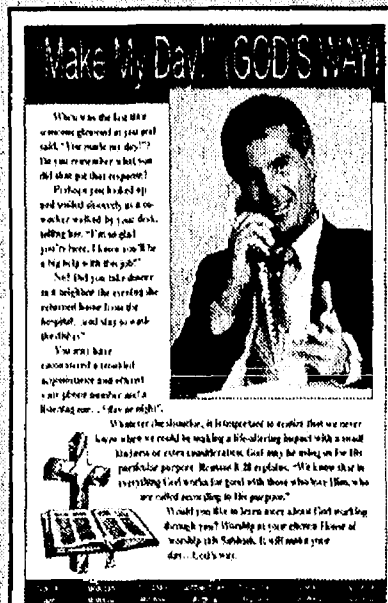 "Make My Day!" (GOD'S WAY)
When was the last time
someone glanced at you and
said, "You made my day!"?
Do you remember what you
did that got that response?
Perhaps you looked up
and smiled sincerely as a co-
worker walked by your desk,
telling her, "I'm so glad
you're here. I know you'll be
a big help with this job!"
No? Did you take dinner
to a neighbor the evening she
returned home from the
hospital, and stay to wash
the dishes?
You may have
encountered a troubled
acquaintance and offered
your phone number and a
listening ear... "day or night".
Whatever the situation, it is important to realize that we never
know when we could be making a life-altering impact with a small
kindness or extra consideration. God may be using us for His
particular purpose. Romans 8:28 explains, "We know that in
everything God works for good with those who love Him, who
are called according to His purpose."
Would you like to learn more about God working
through you? Worship at your chosen House of
worship this Sabbath. It will make your
day... God's way.